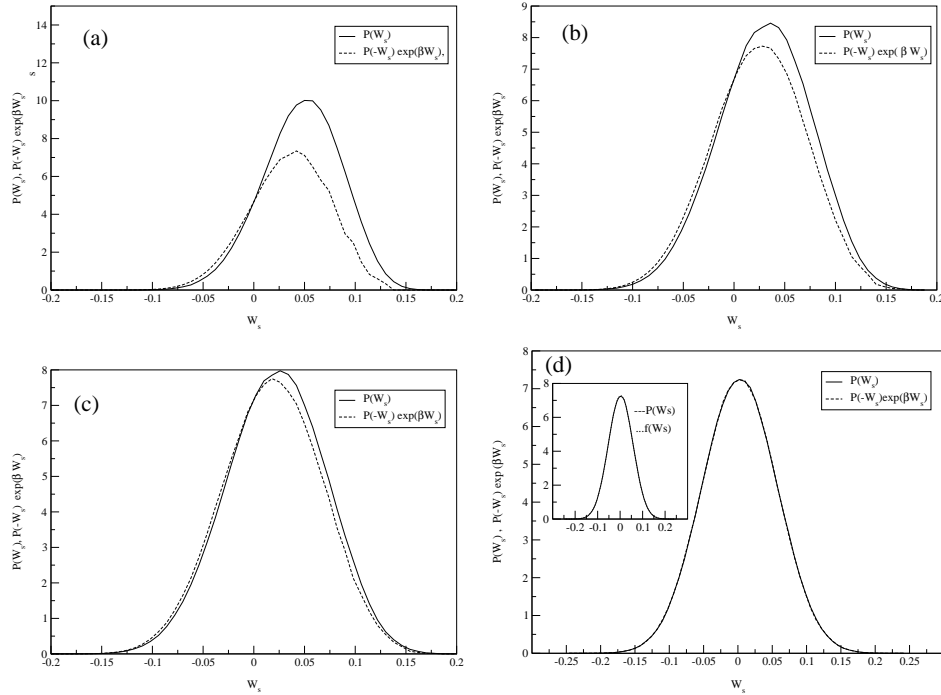 (a)
P(W_s)
P(-W_s) exp(βW_s),
P(W_s), P(-W_s) exp(βW_s)
s
0 2 4 6 8 10 12 14
-0.2 -0.15 -0.1 -0.05 0 0.05 0.1 0.15 0.2
W_s
(b)
P(W_s)
P(-W_s) exp( β W_s)
P(W_s), P(-W_s) exp(βW_s)
0 1 2 3 4 5 6 7 8 9
-0.2 -0.15 -0.1 -0.05 0 0.05 0.1 0.15 0.2
W_s
(c)
P(W_s)
P(-W_s) exp(βW_s)
P(W_s), P(-W_s) exp(β W_s)
0 1 2 3 4 5 6 7 8
-0.2 -0.15 -0.1 -0.05 0 0.05 0.1 0.15 0.2
W_s
(d)
P(W_s)
P(-W_s)exp(βW_s)
P(W_s) , P(-W_s) exp (βW_s)
0 1 2 3 4 5 6 7 8
-0.25 -0.2 -0.15 -0.1 -0.05 0 0.05 0.1 0.15 0.2 0.25
W_s
---P(Ws)
...f(Ws)
0 2 4 6 8
-0.2 -0.1 0 0.1 0.2